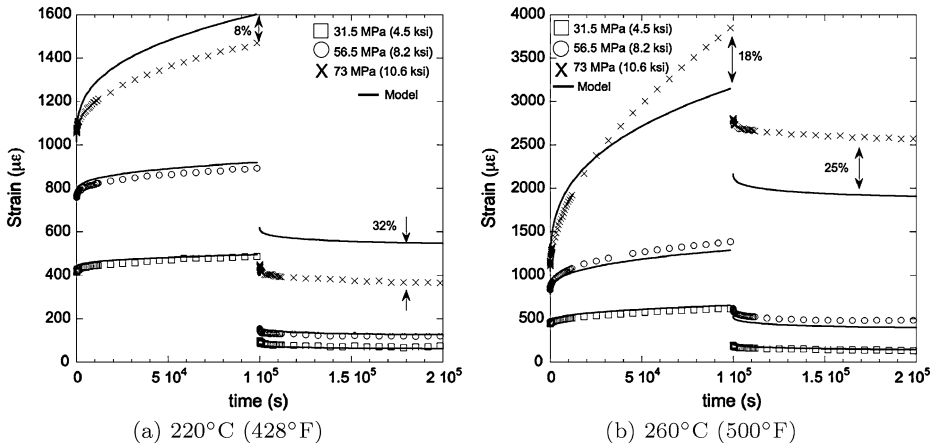 1600
1400
1200
1000
800
600
400
200
0
Strain (με)
8%
32%
31.5 MPa (4.5 ksi)
56.5 MPa (8.2 ksi)
73 MPa (10.6 ksi)
Model
0
5 10⁴
1 10⁵
1.5 10⁵
2 10⁵
time (s)
(a) 220°C (428°F)
4000
3500
3000
2500
2000
1500
1000
500
0
Strain (με)
31.5 MPa (4.5 ksi)
56.5 MPa (8.2 ksi)
73 MPa (10.6 ksi)
Model
18%
25%
0
5 10⁴
1 10⁵
1.5 10⁵
2 10⁵
time (s)
(b) 260°C (500°F)